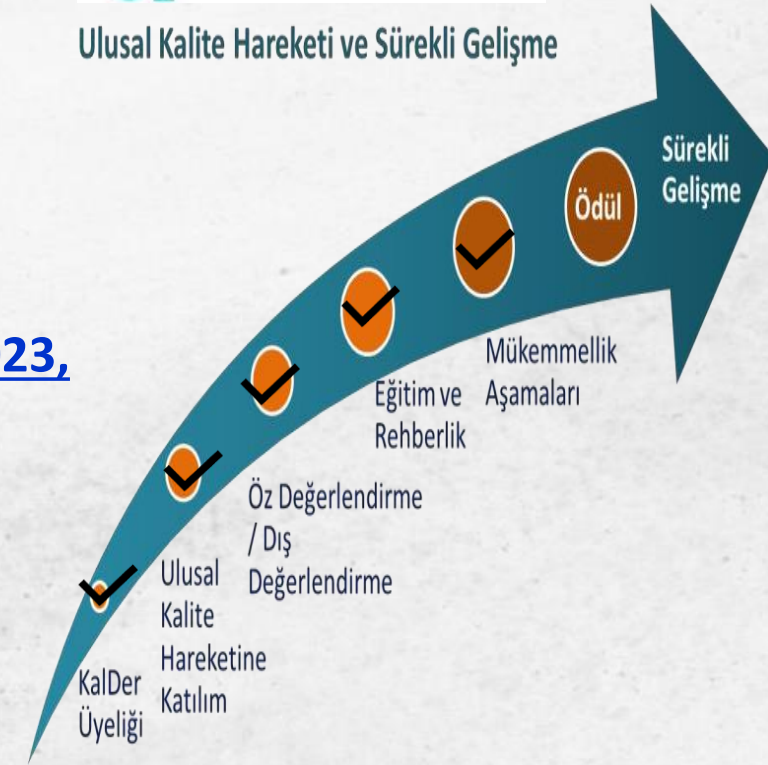 Ulusal Kalite Hareketi ve Sürekli Gelişme
Sürekli
Gelişme
Ödül
23,
Mükemmellik
Aşamaları
Eğitim ve
Rehberlik
Öz Değerlendirme
/ Dış
Değerlendirme
Ulusal
Kalite
Hareketine
Katılım
KalDer
Üyeliği